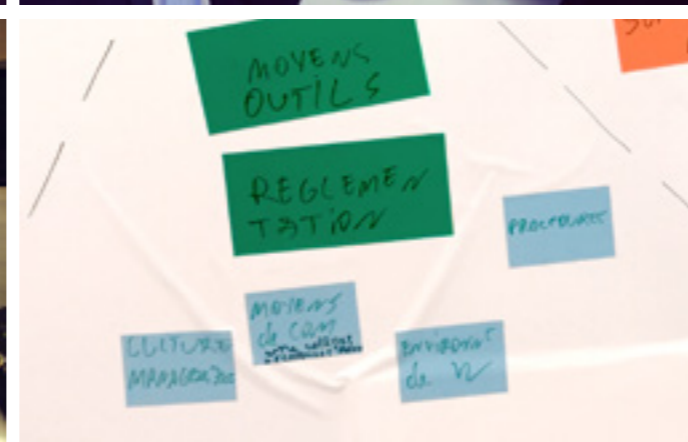 MOYENS
OUTILS
REGLEMEN
TATION
PROCEDURES
MOYENS
de COM
CULTURE
MANAGERIALE
ENVIRONNT
de